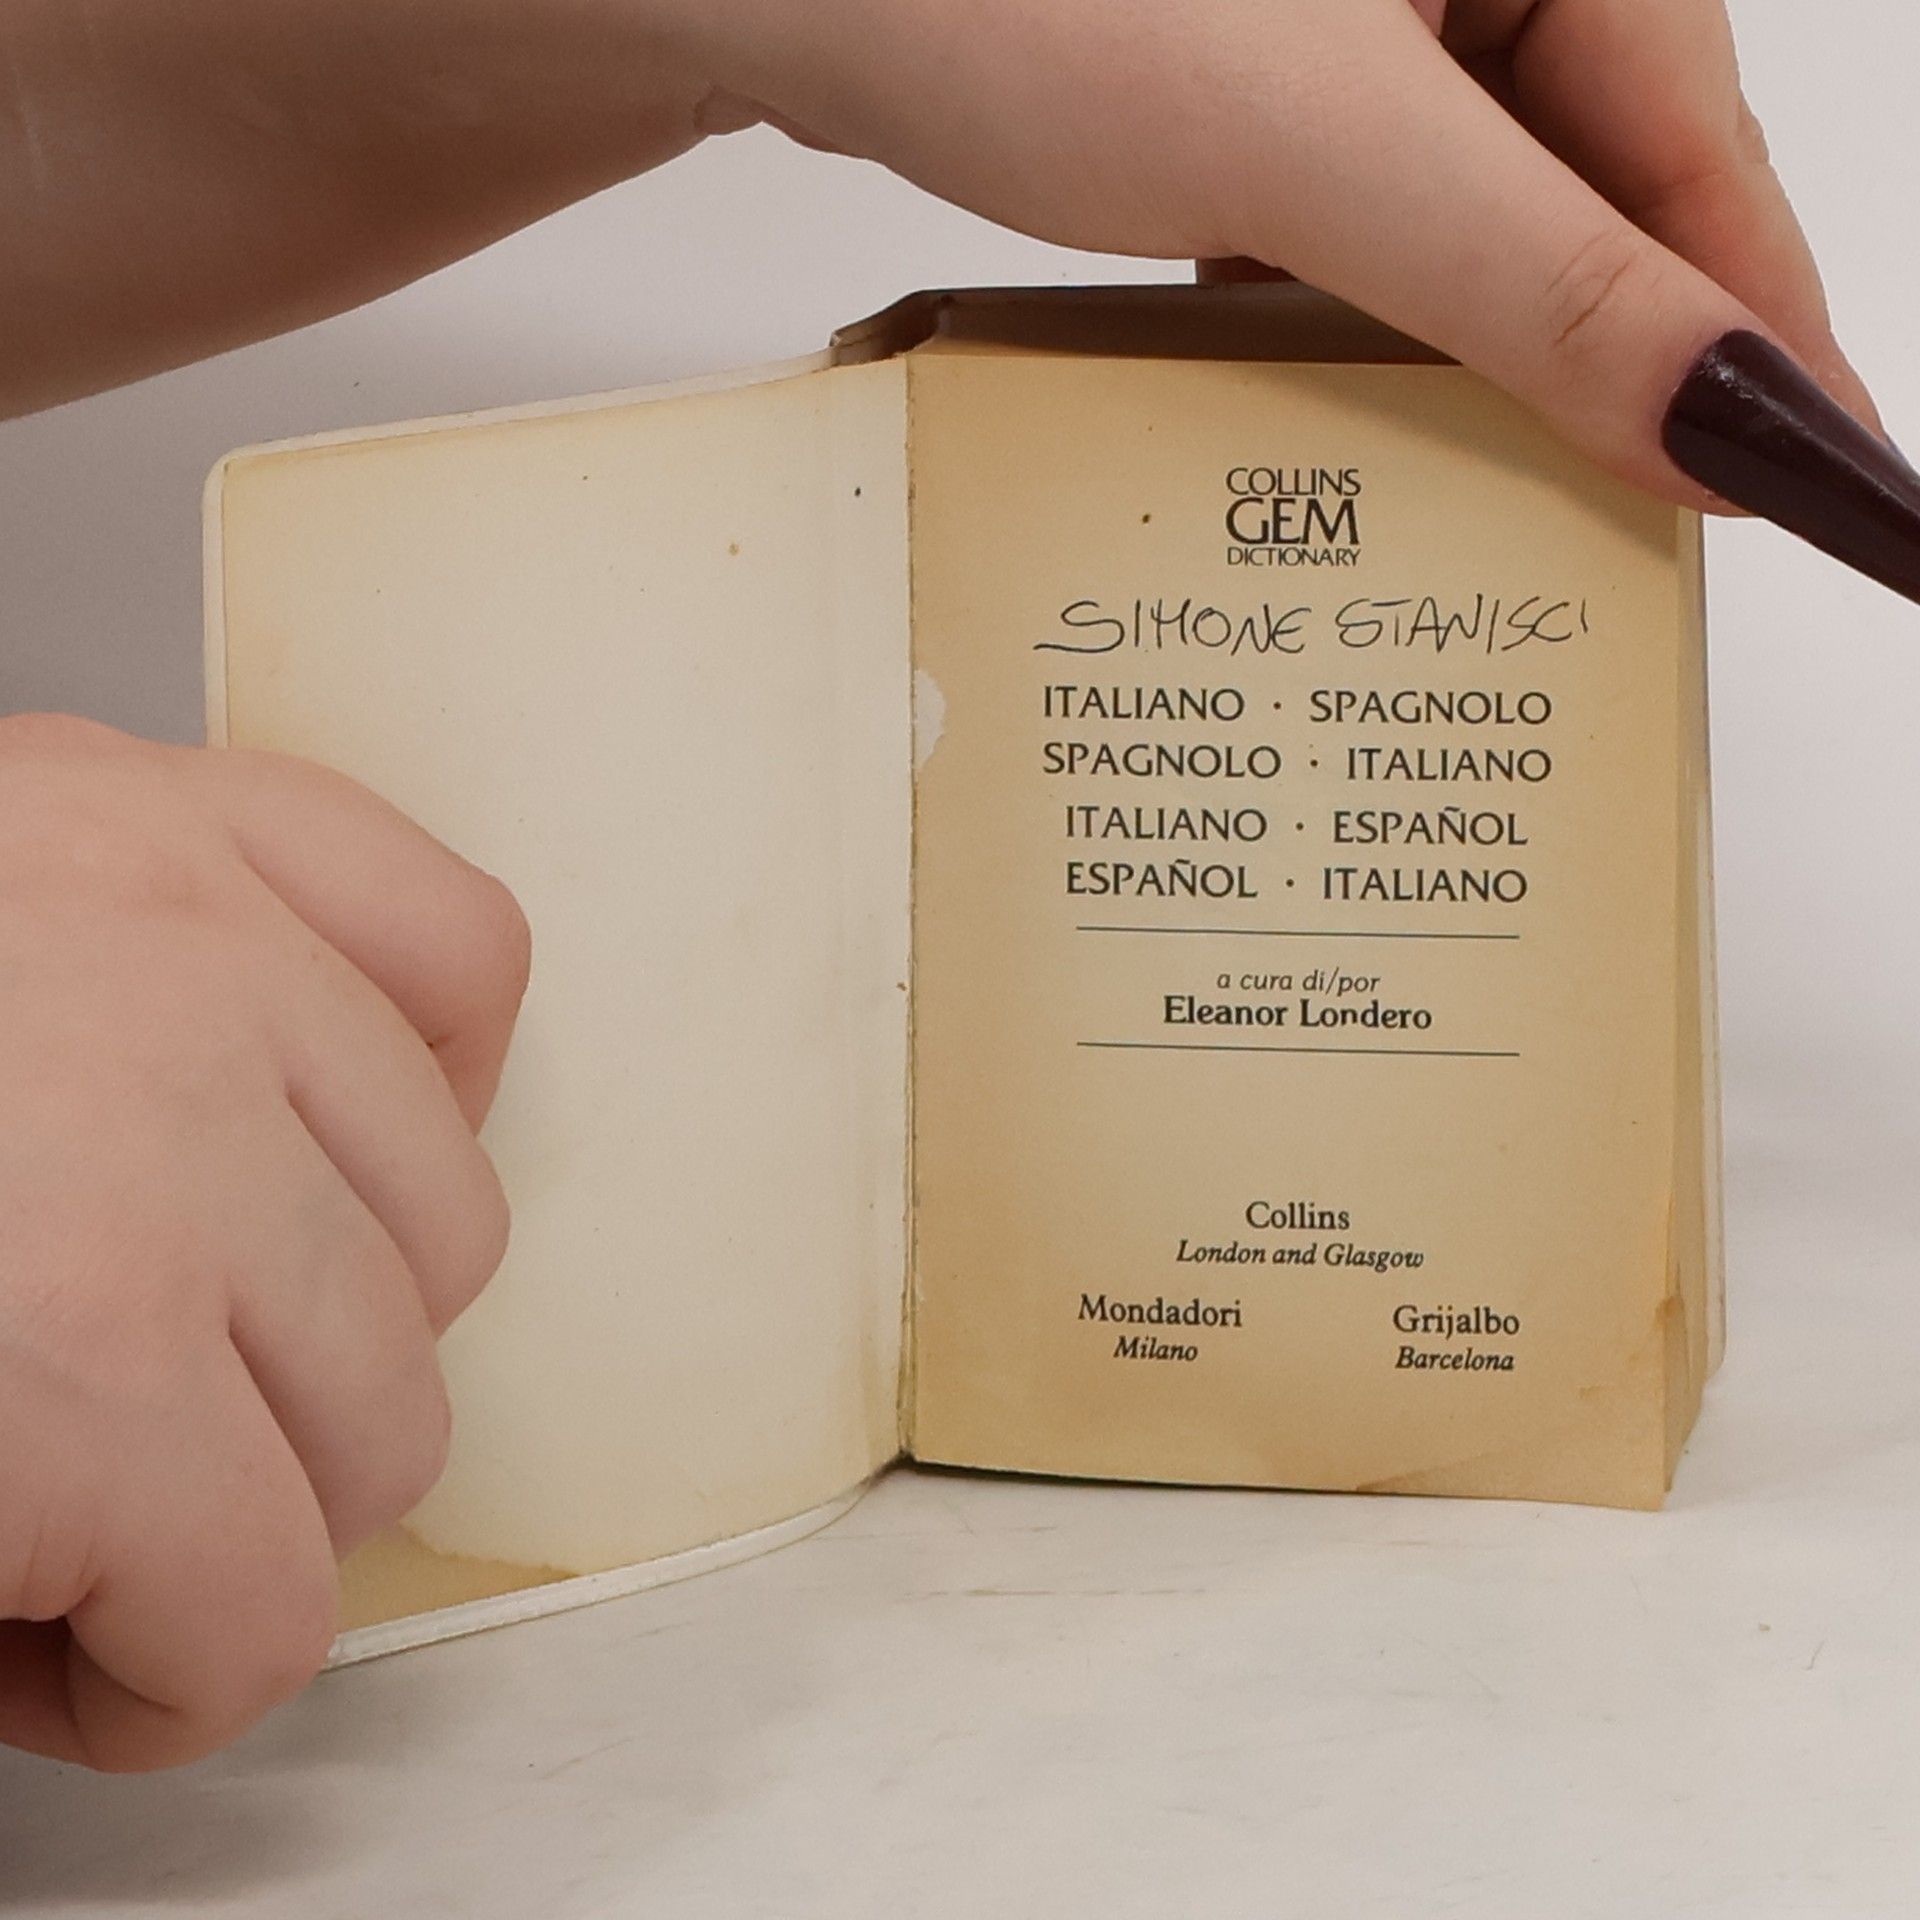 COLLINS
GEM
DICTIONARY
SIMONE STANISCI
ITALIANO · SPAGNOLO
SPAGNOLO · ITALIANO
ITALIANO · ESPAÑOL
ESPAÑOL · ITALIANO
a cura di/por
Eleanor Londero
Collins
London and Glasgow
Mondadori
Milano
Grijalbo
Barcelona